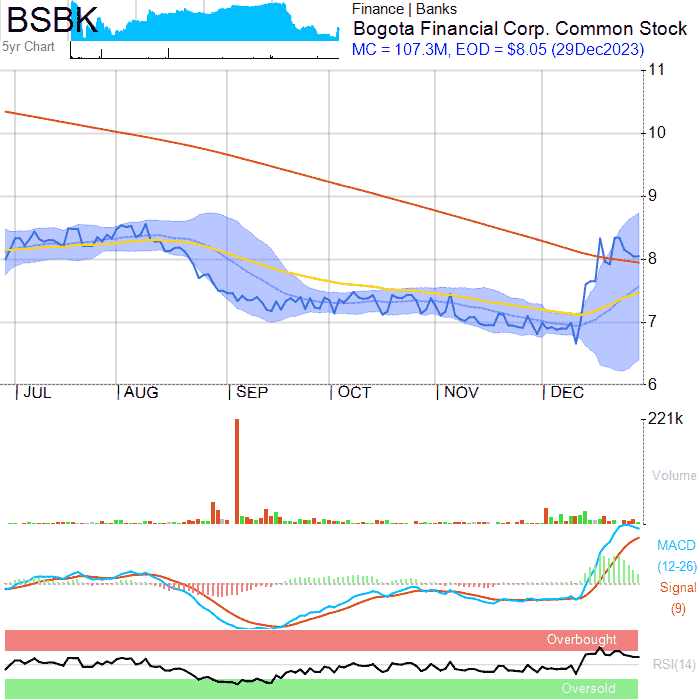 BSBK
5yr Chart
Finance | Banks
Bogota Financial Corp. Common Stock
MC = 107.3M, EOD = $8.05 (29Dec2023)
11
10
9
8
7
6
JUL AUG SEP OCT NOV DEC
221k
Volume
MACD
(12-26)
Signal
(9)
Overbought
RSI(14)
Oversold